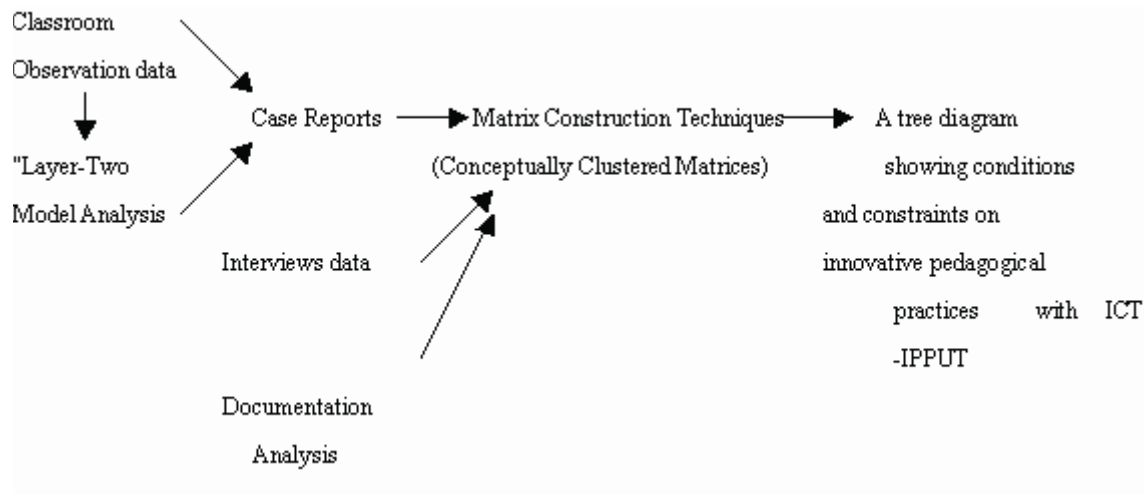 Classroom
Observation data
"Layer-Two
Model Analysis
Case Reports
Matrix Construction Techniques
(Conceptually Clustered Matrices)
Interviews data
Documentation
Analysis
A tree diagram
showing conditions
and constraints on
innovative pedagogical
practices with ICT
-IPPUT